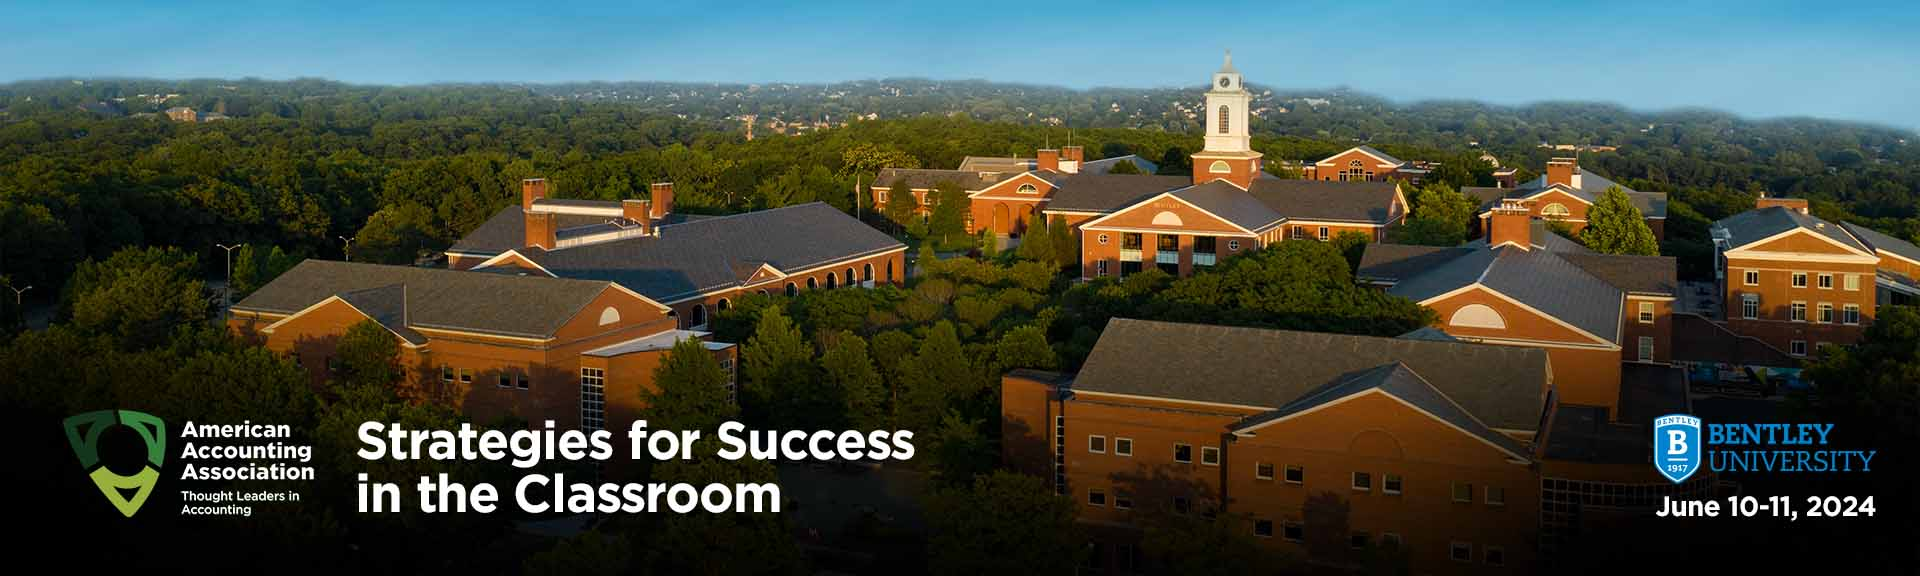 American
Accounting
Association
Thought Leaders in
Accounting
Strategies for Success
in the Classroom
BENTLEY
B
1917
BENTLEY
UNIVERSITY
June 10-11, 2024